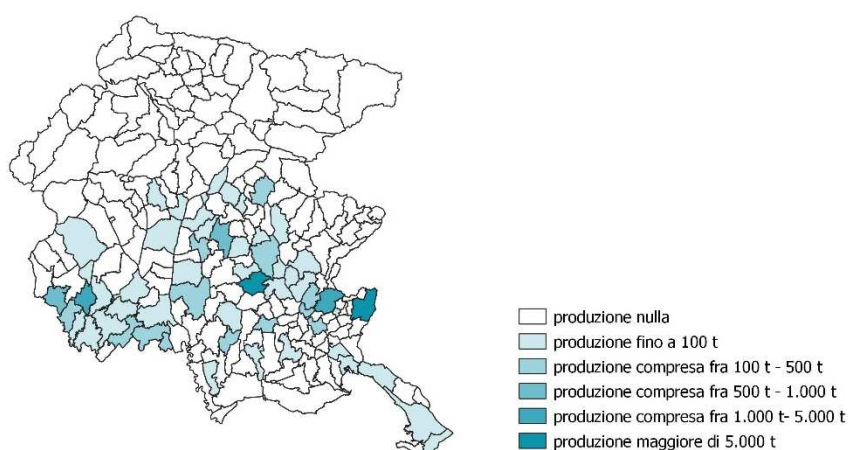 produzione nulla
produzione fino a 100 t
produzione compresa fra 100 t - 500 t
produzione compresa fra 500 t - 1.000 t
produzione compresa fra 1.000 t- 5.000 t
produzione maggiore di 5.000 t